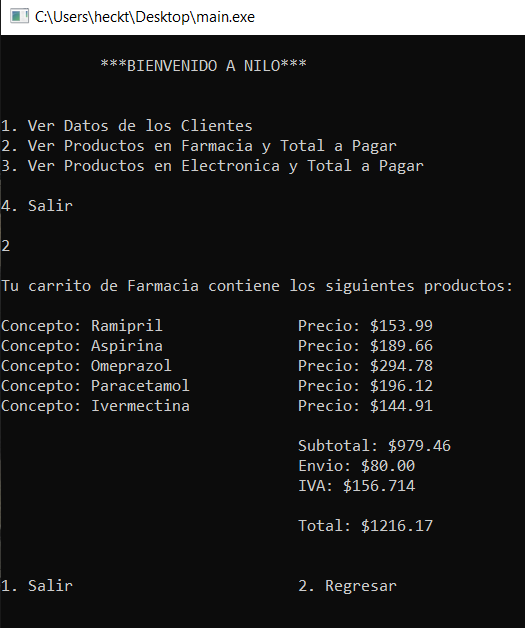 C:\Users\heckt\Desktop\main.exe
***BIENVENIDO A NILO***
1. Ver Datos de los Clientes
2. Ver Productos en Farmacia y Total a Pagar
3. Ver Productos en Electronica y Total a Pagar
4. Salir
2
Tu carrito de Farmacia contiene los siguientes productos:
Concepto: Ramipril Precio: $153.99
Concepto: Aspirina Precio: $189.66
Concepto: Omeprazol Precio: $294.78
Concepto: Paracetamol Precio: $196.12
Concepto: Ivermectina Precio: $144.91
Subtotal: $979.46
Envio: $80.00
IVA: $156.714
Total: $1216.17
1. Salir 2. Regresar